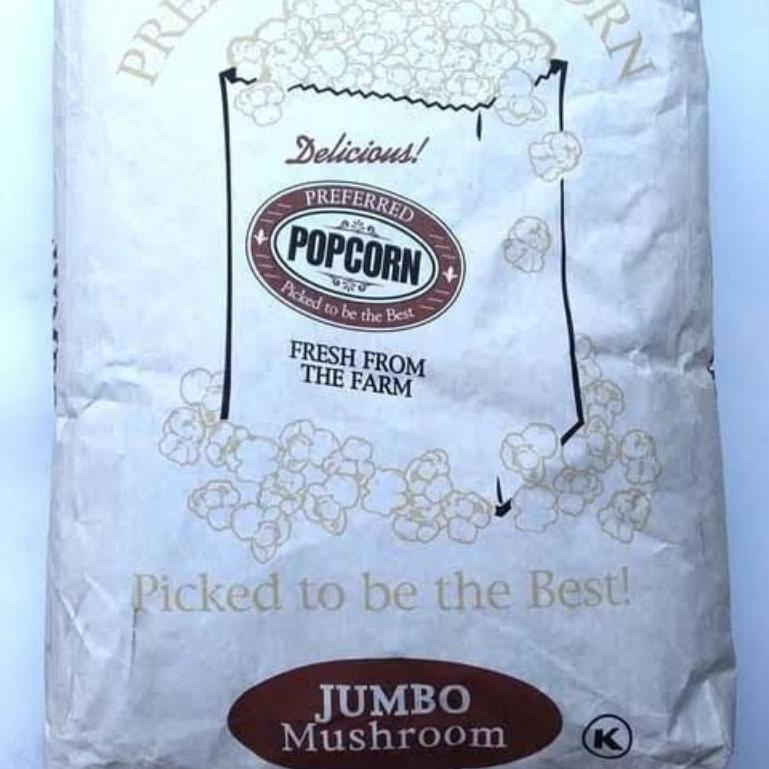 Delicious!
PREFERRED
POPCORN
Picked to be the Best
FRESH FROM
THE FARM
Picked to be the Best!
JUMBO
Mushroom
K